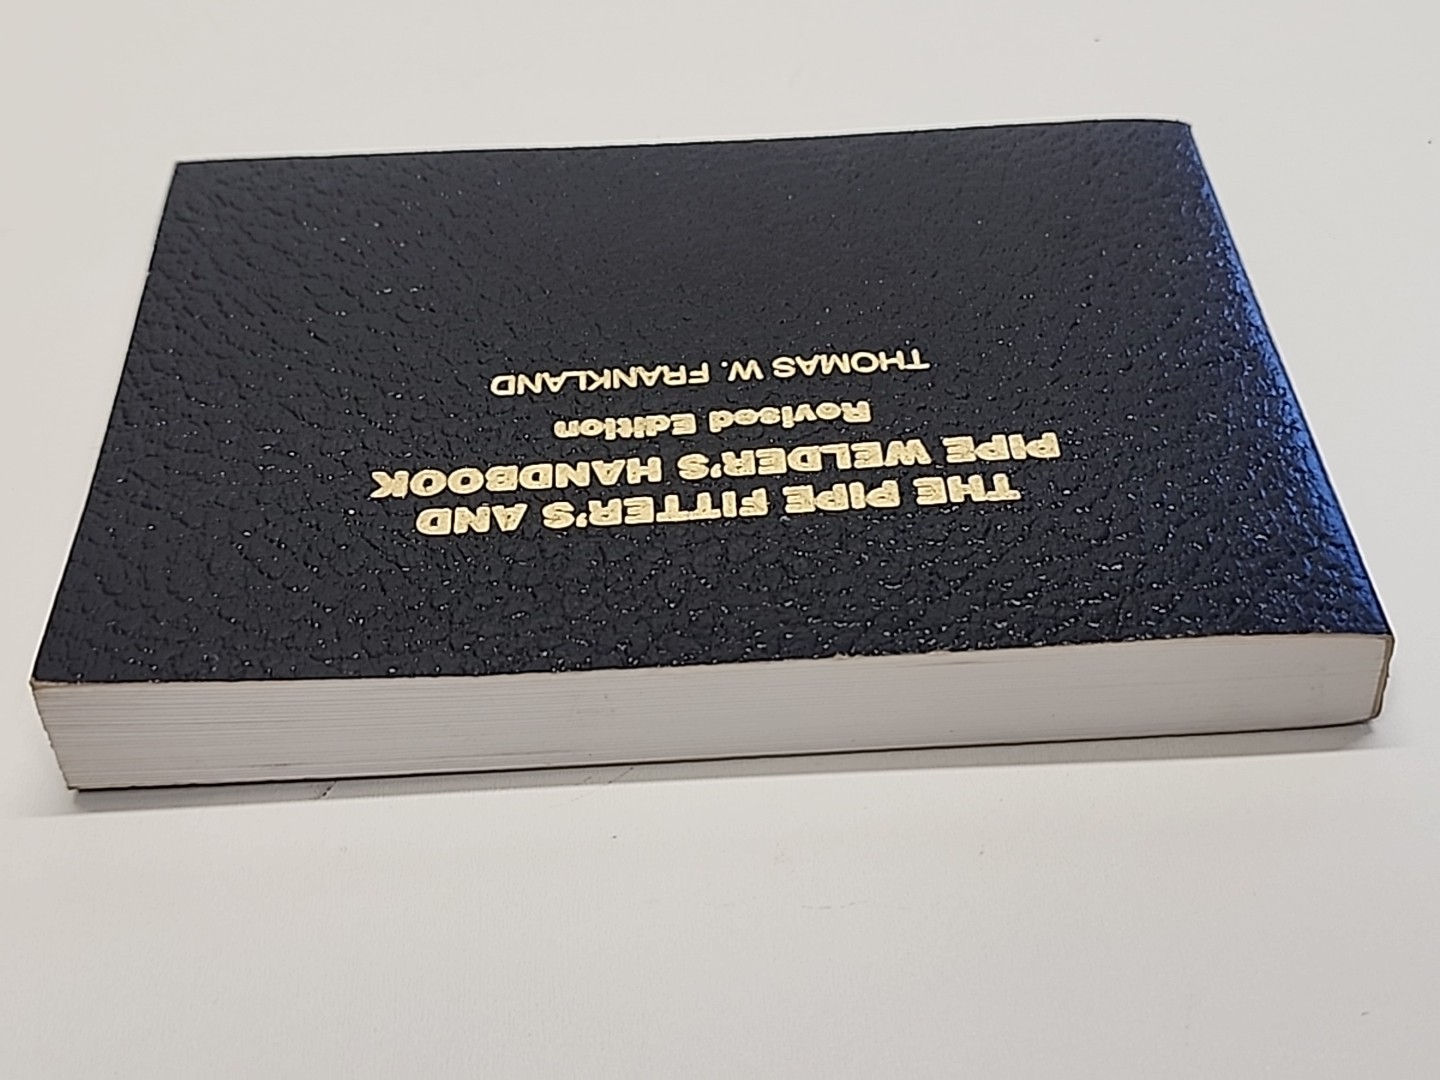 THE PIPE FITTER'S AND
PIPE WELDER'S HANDBOOK
Revised Edition
THOMAS W. FRANKLAND